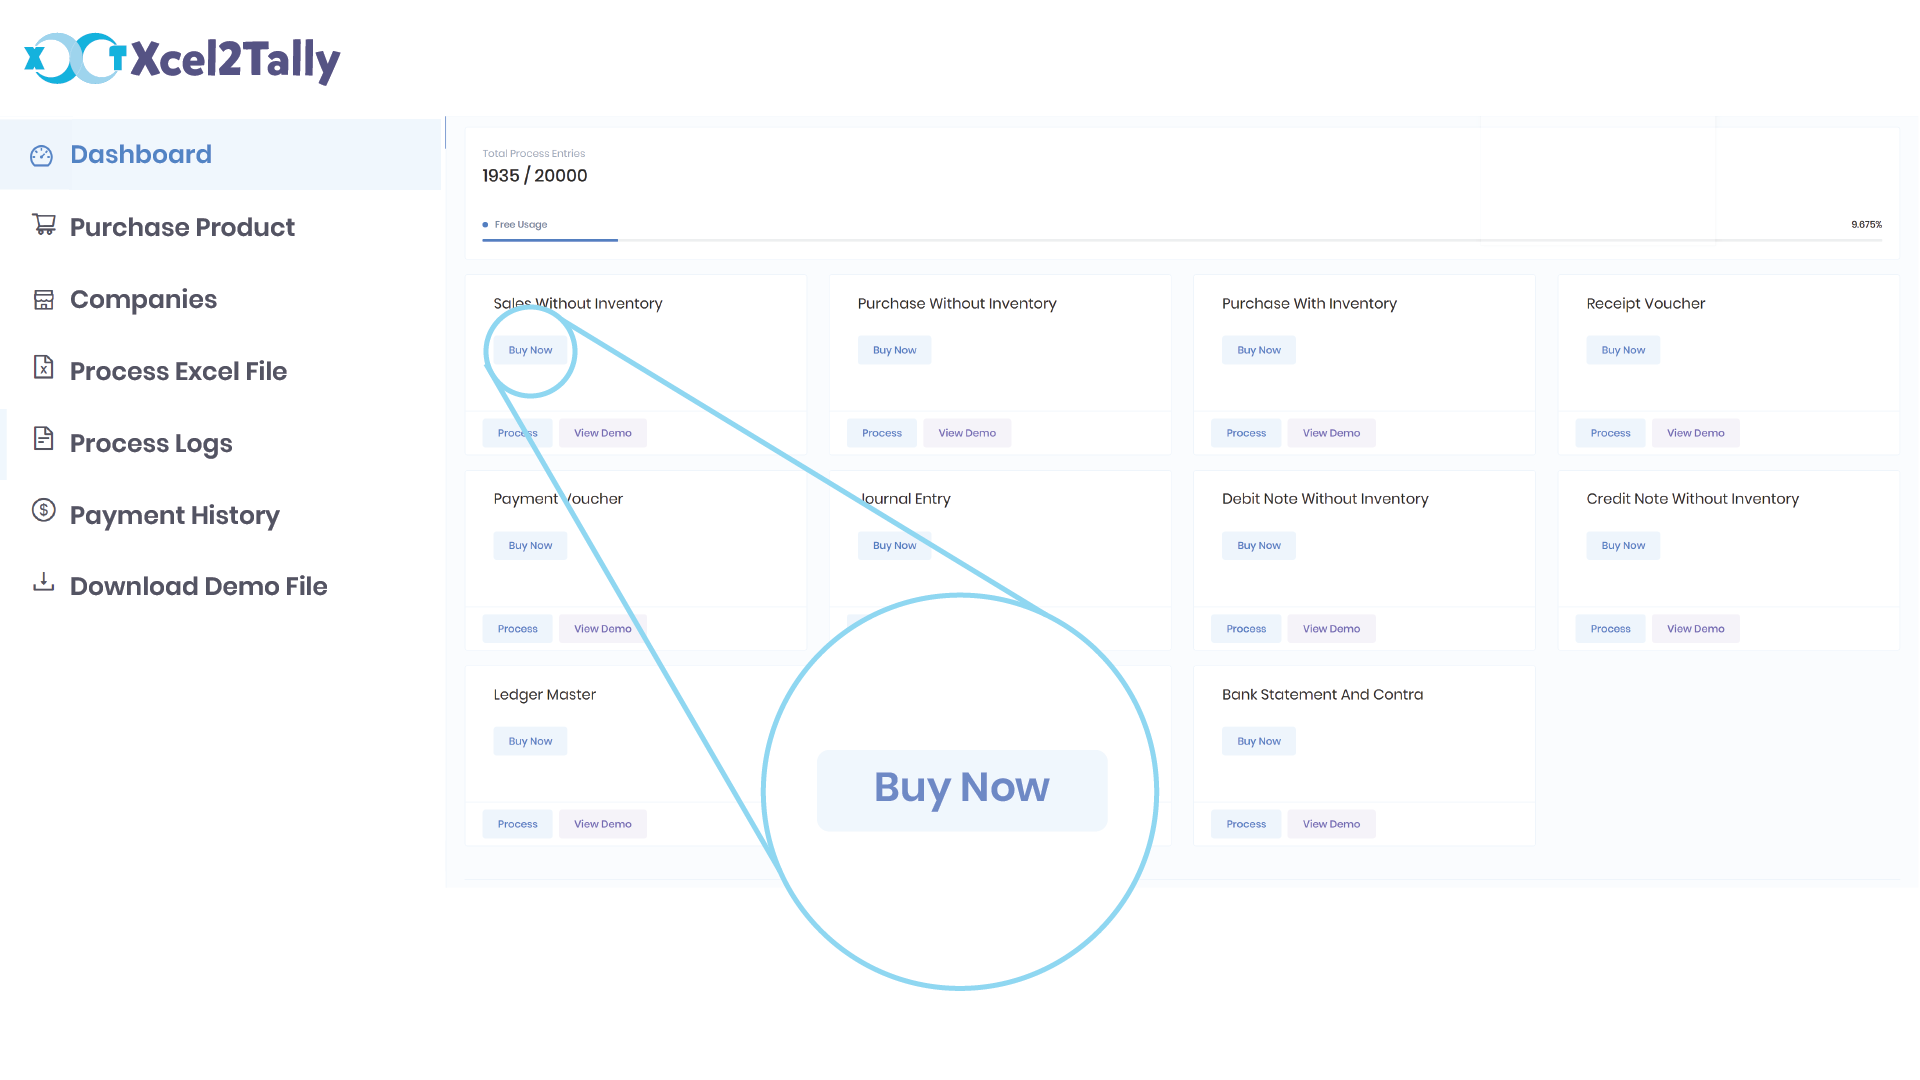 X T Xcel2Tally
Dashboard
Purchase Product
Companies
Process Excel File
Process Logs
Payment History
Download Demo File
Total Process Entries
1935 / 20000
Free Usage
9.675%
Sales Without Inventory
Buy Now
Process
View Demo
Purchase Without Inventory
Buy Now
Process
View Demo
Purchase With Inventory
Buy Now
Process
View Demo
Receipt Voucher
Buy Now
Process
View Demo
Payment Voucher
Buy Now
Process
View Demo
Journal Entry
Buy Now
Debit Note Without Inventory
Buy Now
Process
View Demo
Credit Note Without Inventory
Buy Now
Process
View Demo
Ledger Master
Buy Now
Process
View Demo
Buy Now
Bank Statement And Contra
Buy Now
Process
View Demo